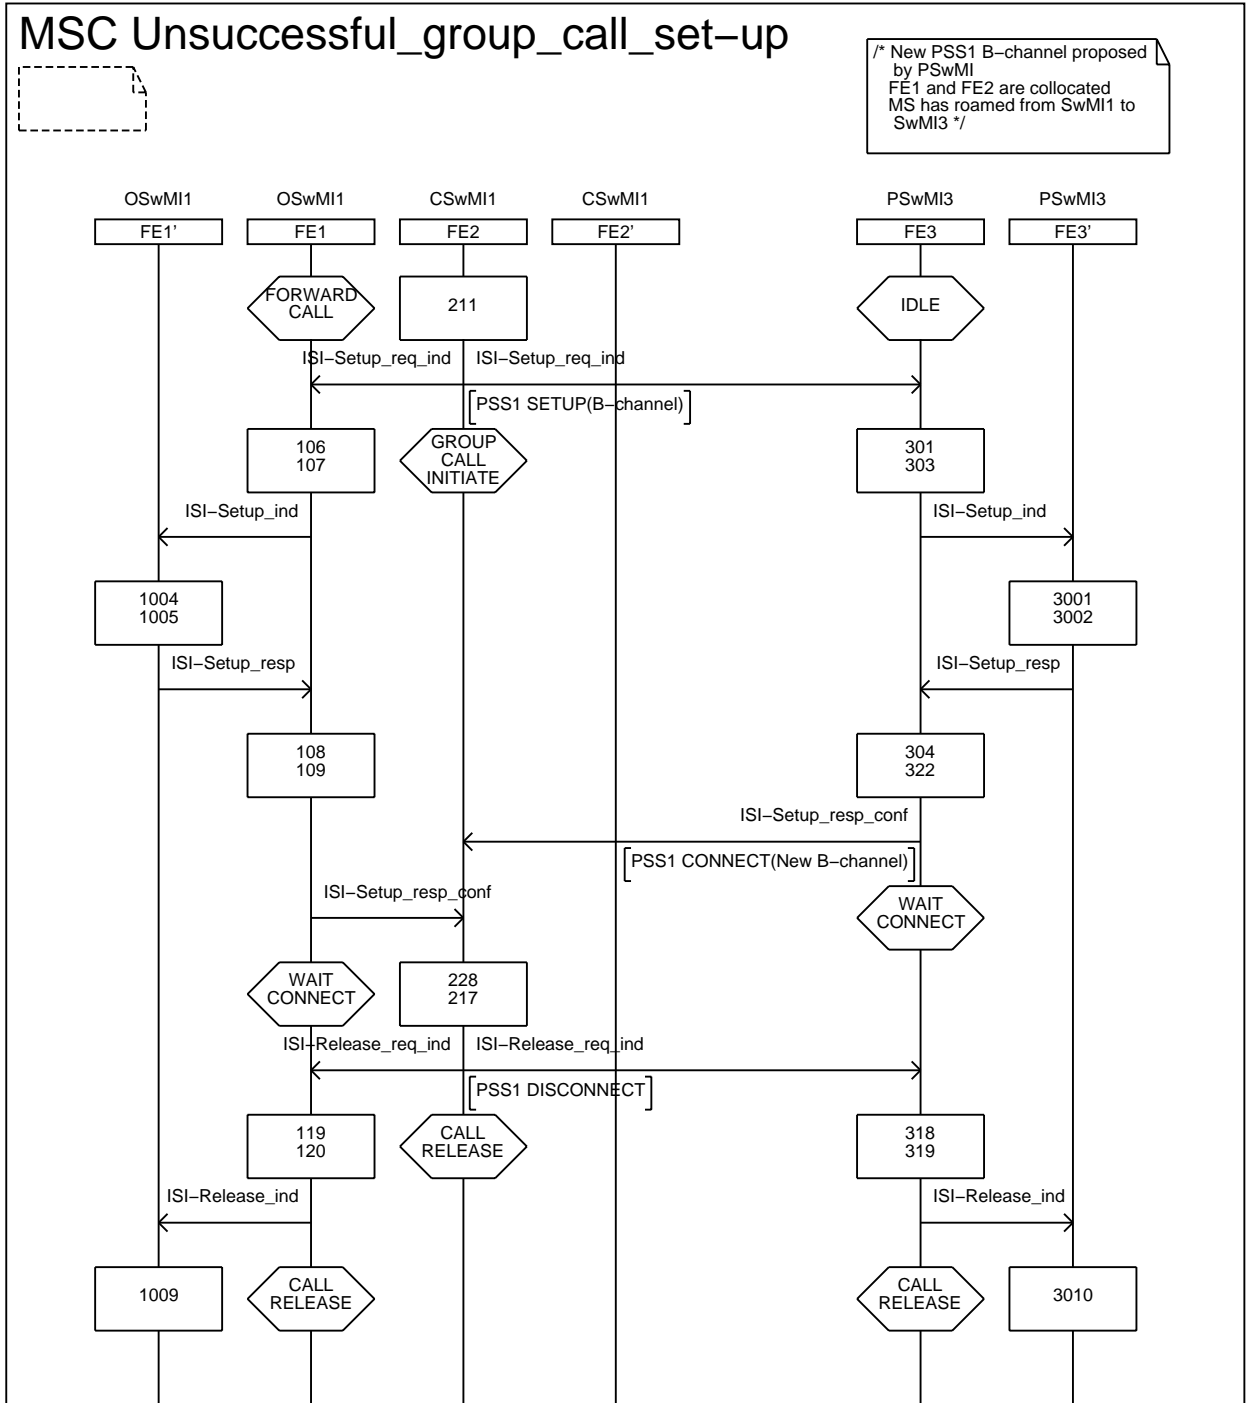 MSC Unsuccessful_group_call_set–up
/* New PSS1 B–channel proposed
by PSwMI
FE1 and FE2 are collocated
MS has roamed from SwMI1 to
SwMI3 */
OSwMI1
OSwMI1
CSwMI1
CSwMI1
PSwMI3
PSwMI3
FE1'
FE1
FE2
FE2'
FE3
FE3'
FORWARD
CALL
211
IDLE
ISI–Setup_req_ind
ISI–Setup_req_ind
PSS1 SETUP(B–channel)
106
107
GROUP
CALL
INITIATE
301
303
ISI–Setup_ind
ISI–Setup_ind
1004
1005
3001
3002
ISI–Setup_resp
ISI–Setup_resp
108
109
304
322
ISI–Setup_resp_conf
PSS1 CONNECT(New B–channel)
ISI–Setup_resp_conf
WAIT
CONNECT
WAIT
CONNECT
228
217
ISI–Release_req_ind
ISI–Release_req_ind
PSS1 DISCONNECT
119
120
CALL
RELEASE
318
319
ISI–Release_ind
ISI–Release_ind
1009
CALL
RELEASE
CALL
RELEASE
3010